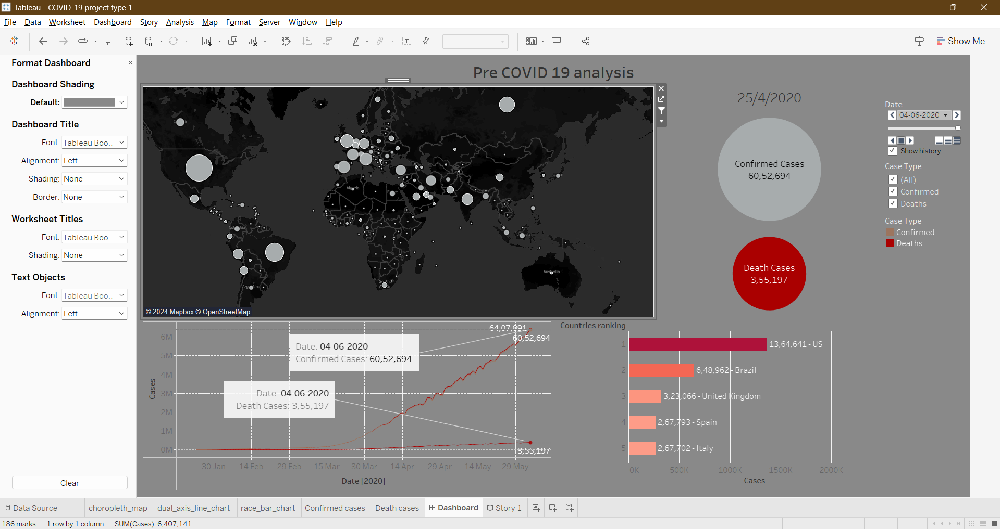 Tableau - COVID-19 project type 1
File Data Worksheet Dashboard Story Analysis Map Format Server Window Help
Show Me
Format Dashboard
Dashboard Shading
Default:
Dashboard Title
Font: Tableau Boo..
Alignment: Left
Shading: None
Border: None
Worksheet Titles
Font: Tableau Boo..
Shading: None
Text Objects
Font: Tableau Boo..
Alignment: Left
Clear
Pre COVID 19 analysis
Algeria
Argentina
Australia
© 2024 Mapbox © OpenStreetMap
25/4/2020
Confirmed Cases
60,52,694
Death Cases
3,55,197
Date
04-06-2020
Show history
Case Type
(All)
Confirmed
Deaths
Case Type
Confirmed
Deaths
64,07,891
60,52,694
Date: 04-06-2020
Confirmed Cases: 60,52,694
Date: 04-06-2020
Death Cases: 3,55,197
3,55,197
Cases
6M
5M
4M
3M
2M
1M
0M
30 Jan 14 Feb 29 Feb 15 Mar 30 Mar 14 Apr 29 Apr 14 May 29 May
Date [2020]
Countries ranking
1 13,64,641 - US
2 6,48,962 - Brazil
3 3,23,066 - United Kingdom
4 2,67,793 - Spain
5 2,67,702 - Italy
0K 500K 1000K 1500K 2000K
Cases
Data Source choropleth_map dual_axis_line_chart race_bar_chart Confirmed cases Death cases Dashboard Story 1
186 marks 1 row by 1 column SUM(Cases): 6,407,141